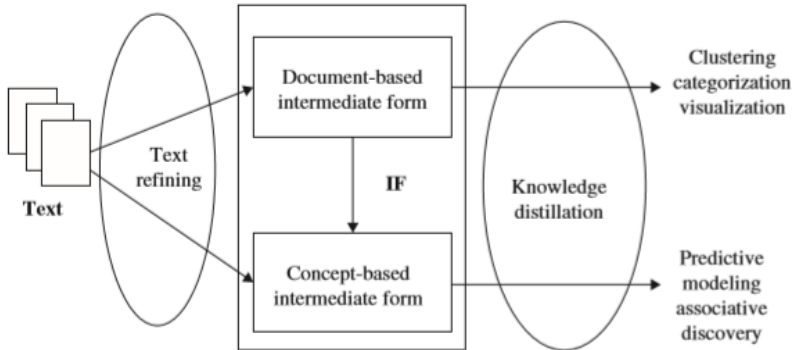 Text
Text
refining
Document-based
intermediate form
IF
Concept-based
intermediate form
Knowledge
distillation
Clustering
categorization
visualization
Predictive
modeling
associative
discovery